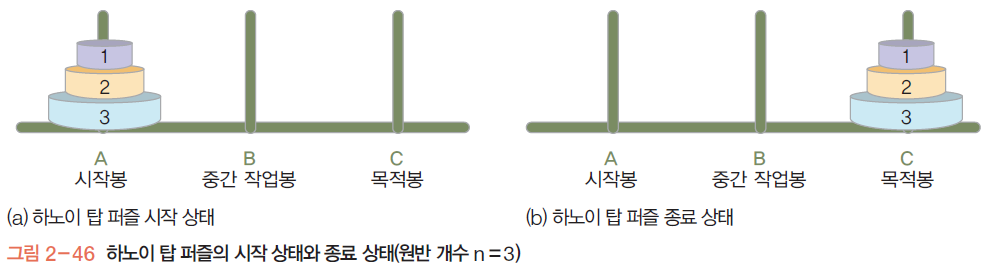 1
2
3
A B C
시작봉 중간 작업봉 목적봉
(a) 하노이 탑 퍼즐 시작 상태
1
2
3
A B C
시작봉 중간 작업봉 목적봉
(b) 하노이 탑 퍼즐 종료 상태
그림 2-46 하노이 탑 퍼즐의 시작 상태와 종료 상태(원반 개수 n=3)